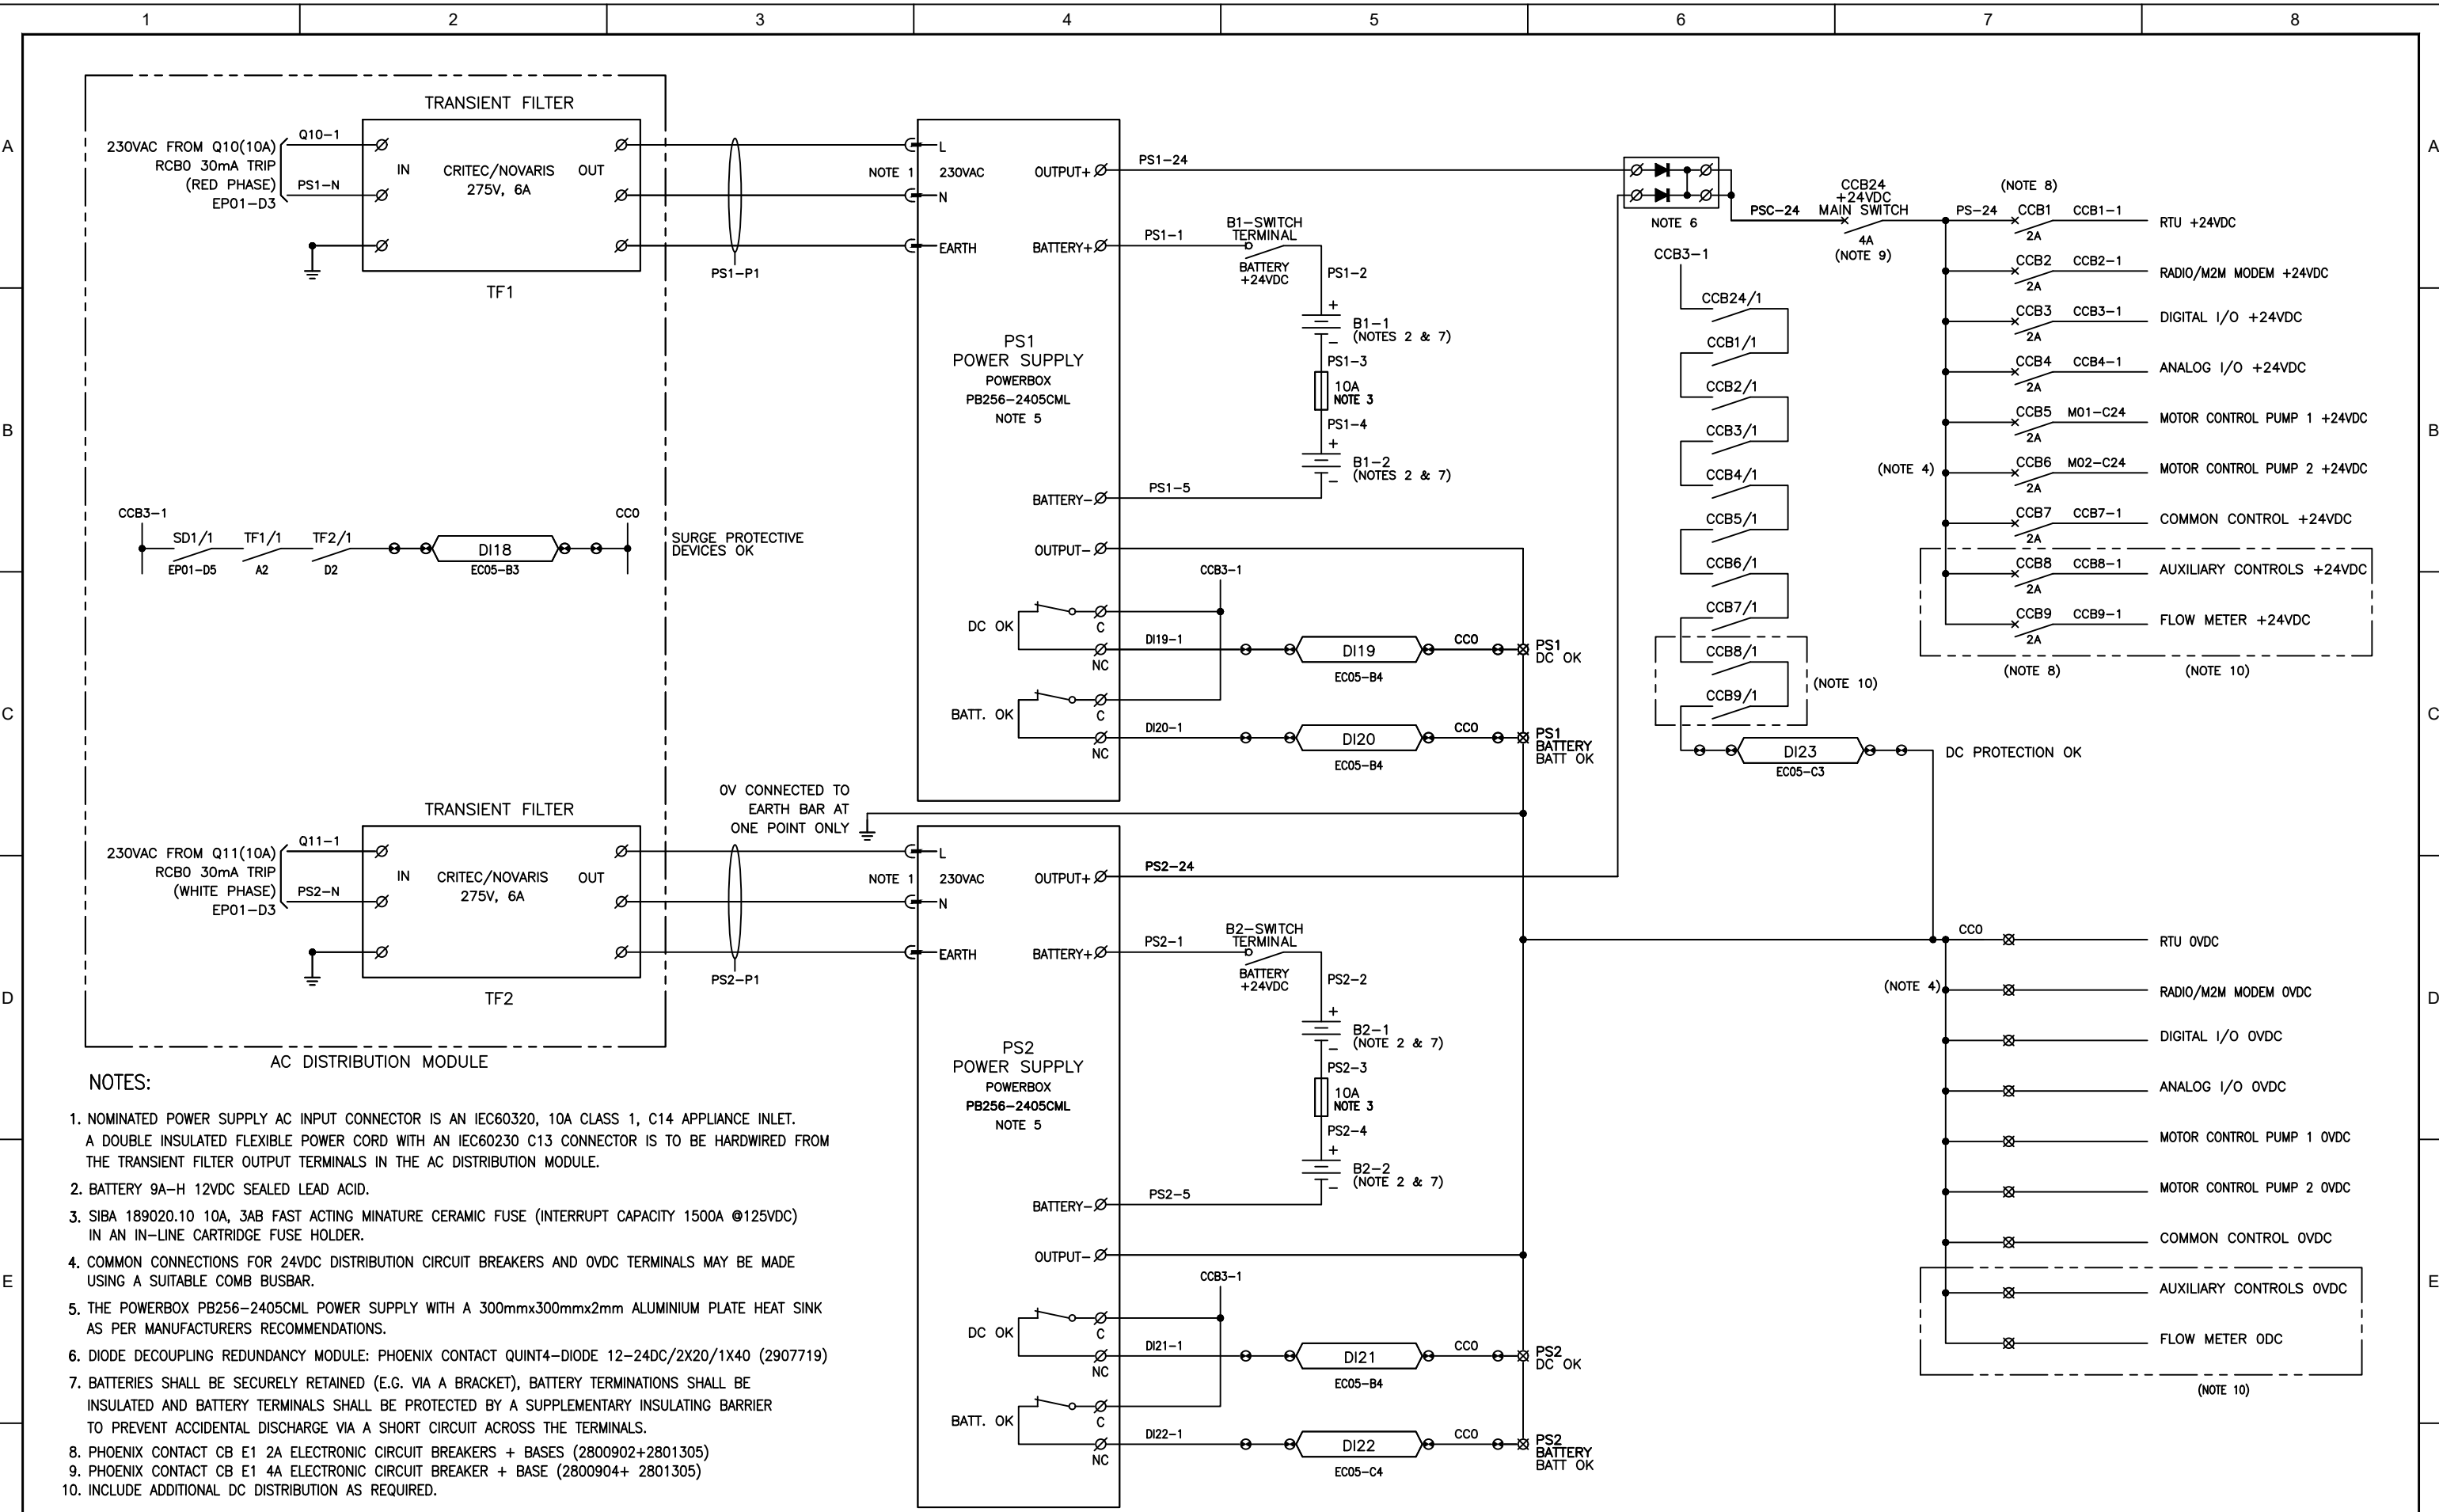 1 2 3 4 5 6 7 8
A A
B B
C C
D D
E E
TRANSIENT FILTER
230VAC FROM Q10(10A)
RCBO 30mA TRIP
(RED PHASE)
EP01-D3
Q10-1
PS1-N
IN
CRITEC/NOVARIS
275V, 6A
OUT
TF1
PS1-P1
NOTE 1
L
230VAC
N
EARTH
OUTPUT+
BATTERY+
PS1
POWER SUPPLY
POWERBOX
PB256-2405CML
NOTE 5
BATTERY-
OUTPUT-
DC OK
C
NC
BATT. OK
C
NC
PS1-24
PS1-1
B1-SWITCH
TERMINAL
BATTERY
+24VDC
PS1-2
+
B1-1
(NOTES 2 & 7)
-
PS1-3
10A
NOTE 3
PS1-4
+
B1-2
(NOTES 2 & 7)
-
PS1-5
CCB3-1
DI19-1
DI19
EC05-B4
CC0
PS1
DC OK
DI20-1
DI20
EC05-B4
CC0
PS1
BATTERY
BATT OK
CCB3-1
SD1/1
EP01-D5
TF1/1
A2
TF2/1
D2
DI18
EC05-B3
CC0
SURGE PROTECTIVE
DEVICES OK
NOTE 6
PSC-24
CCB24
+24VDC
MAIN SWITCH
4A
(NOTE 9)
PS-24
(NOTE 8)
CCB1
2A
CCB1-1
RTU +24VDC
CCB2
2A
CCB2-1
RADIO/M2M MODEM +24VDC
CCB3
2A
CCB3-1
DIGITAL I/O +24VDC
CCB4
2A
CCB4-1
ANALOG I/O +24VDC
CCB5
2A
M01-C24
MOTOR CONTROL PUMP 1 +24VDC
(NOTE 4)
CCB6
2A
M02-C24
MOTOR CONTROL PUMP 2 +24VDC
CCB7
2A
CCB7-1
COMMON CONTROL +24VDC
CCB8
2A
CCB8-1
AUXILIARY CONTROLS +24VDC
CCB9
2A
CCB9-1
FLOW METER +24VDC
(NOTE 8)
(NOTE 10)
CCB3-1
CCB24/1
CCB1/1
CCB2/1
CCB3/1
CCB4/1
CCB5/1
CCB6/1
CCB7/1
CCB8/1
CCB9/1
(NOTE 10)
DI23
EC05-C3
DC PROTECTION OK
0V CONNECTED TO
EARTH BAR AT
ONE POINT ONLY
TRANSIENT FILTER
230VAC FROM Q11(10A)
RCBO 30mA TRIP
(WHITE PHASE)
EP01-D3
Q11-1
PS2-N
IN
CRITEC/NOVARIS
275V, 6A
OUT
TF2
PS2-P1
AC DISTRIBUTION MODULE
NOTE 1
L
230VAC
N
EARTH
OUTPUT+
BATTERY+
PS2
POWER SUPPLY
POWERBOX
PB256-2405CML
NOTE 5
BATTERY-
OUTPUT-
DC OK
C
NC
BATT. OK
C
NC
PS2-24
PS2-1
B2-SWITCH
TERMINAL
BATTERY
+24VDC
PS2-2
+
B2-1
(NOTE 2 & 7)
-
PS2-3
10A
NOTE 3
PS2-4
+
B2-2
(NOTE 2 & 7)
-
PS2-5
CCB3-1
DI21-1
DI21
EC05-B4
CC0
PS2
DC OK
DI22-1
DI22
EC05-C4
CC0
PS2
BATTERY
BATT OK
CC0
RTU 0VDC
(NOTE 4)
RADIO/M2M MODEM 0VDC
DIGITAL I/O 0VDC
ANALOG I/O 0VDC
MOTOR CONTROL PUMP 1 0VDC
MOTOR CONTROL PUMP 2 0VDC
COMMON CONTROL 0VDC
AUXILIARY CONTROLS 0VDC
FLOW METER 0DC
(NOTE 10)
NOTES:
1. NOMINATED POWER SUPPLY AC INPUT CONNECTOR IS AN IEC60320, 10A CLASS 1, C14 APPLIANCE INLET.
A DOUBLE INSULATED FLEXIBLE POWER CORD WITH AN IEC60230 C13 CONNECTOR IS TO BE HARDWIRED FROM
THE TRANSIENT FILTER OUTPUT TERMINALS IN THE AC DISTRIBUTION MODULE.
2. BATTERY 9A-H 12VDC SEALED LEAD ACID.
3. SIBA 189020.10 10A, 3AB FAST ACTING MINATURE CERAMIC FUSE (INTERRUPT CAPACITY 1500A @125VDC)
IN AN IN-LINE CARTRIDGE FUSE HOLDER.
4. COMMON CONNECTIONS FOR 24VDC DISTRIBUTION CIRCUIT BREAKERS AND 0VDC TERMINALS MAY BE MADE
USING A SUITABLE COMB BUSBAR.
5. THE POWERBOX PB256-2405CML POWER SUPPLY WITH A 300mmx300mmx2mm ALUMINIUM PLATE HEAT SINK
AS PER MANUFACTURERS RECOMMENDATIONS.
6. DIODE DECOUPLING REDUNDANCY MODULE: PHOENIX CONTACT QUINT4-DIODE 12-24DC/2X20/1X40 (2907719)
7. BATTERIES SHALL BE SECURELY RETAINED (E.G. VIA A BRACKET), BATTERY TERMINATIONS SHALL BE
INSULATED AND BATTERY TERMINALS SHALL BE PROTECTED BY A SUPPLEMENTARY INSULATING BARRIER
TO PREVENT ACCIDENTAL DISCHARGE VIA A SHORT CIRCUIT ACROSS THE TERMINALS.
8. PHOENIX CONTACT CB E1 2A ELECTRONIC CIRCUIT BREAKERS + BASES (2800902+2801305)
9. PHOENIX CONTACT CB E1 4A ELECTRONIC CIRCUIT BREAKER + BASE (2800904+ 2801305)
10. INCLUDE ADDITIONAL DC DISTRIBUTION AS REQUIRED.